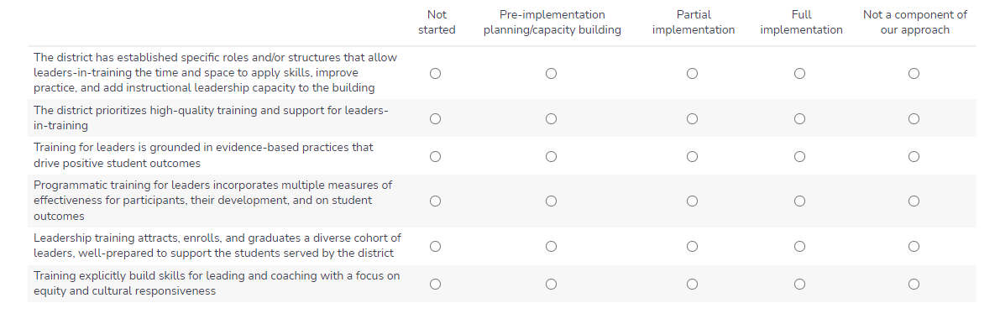 Not
started
Pre-implementation
planning/capacity building
Partial
implementation
Full
implementation
Not a component of
our approach
The district has established specific roles and/or structures that allow
leaders-in-training the time and space to apply skills, improve
practice, and add instructional leadership capacity to the building
The district prioritizes high-quality training and support for leaders-
in-training
Training for leaders is grounded in evidence-based practices that
drive positive student outcomes
Programmatic training for leaders incorporates multiple measures of
effectiveness for participants, their development, and on student
outcomes
Leadership training attracts, enrolls, and graduates a diverse cohort of
leaders, well-prepared to support the students served by the district
Training explicitly build skills for leading and coaching with a focus on
equity and cultural responsiveness